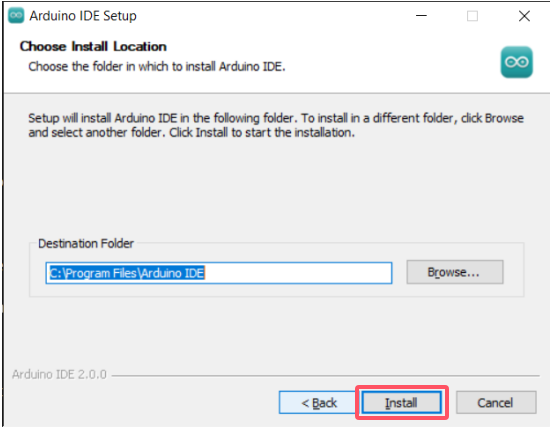 Arduino IDE Setup
Choose Install Location
Choose the folder in which to install Arduino IDE.
Setup will install Arduino IDE in the following folder. To install in a different folder, click Browse
and select another folder. Click Install to start the installation.
Destination Folder
C:\Program Files\Arduino IDE
Browse...
Arduino IDE 2.0.0
< Back
Install
Cancel